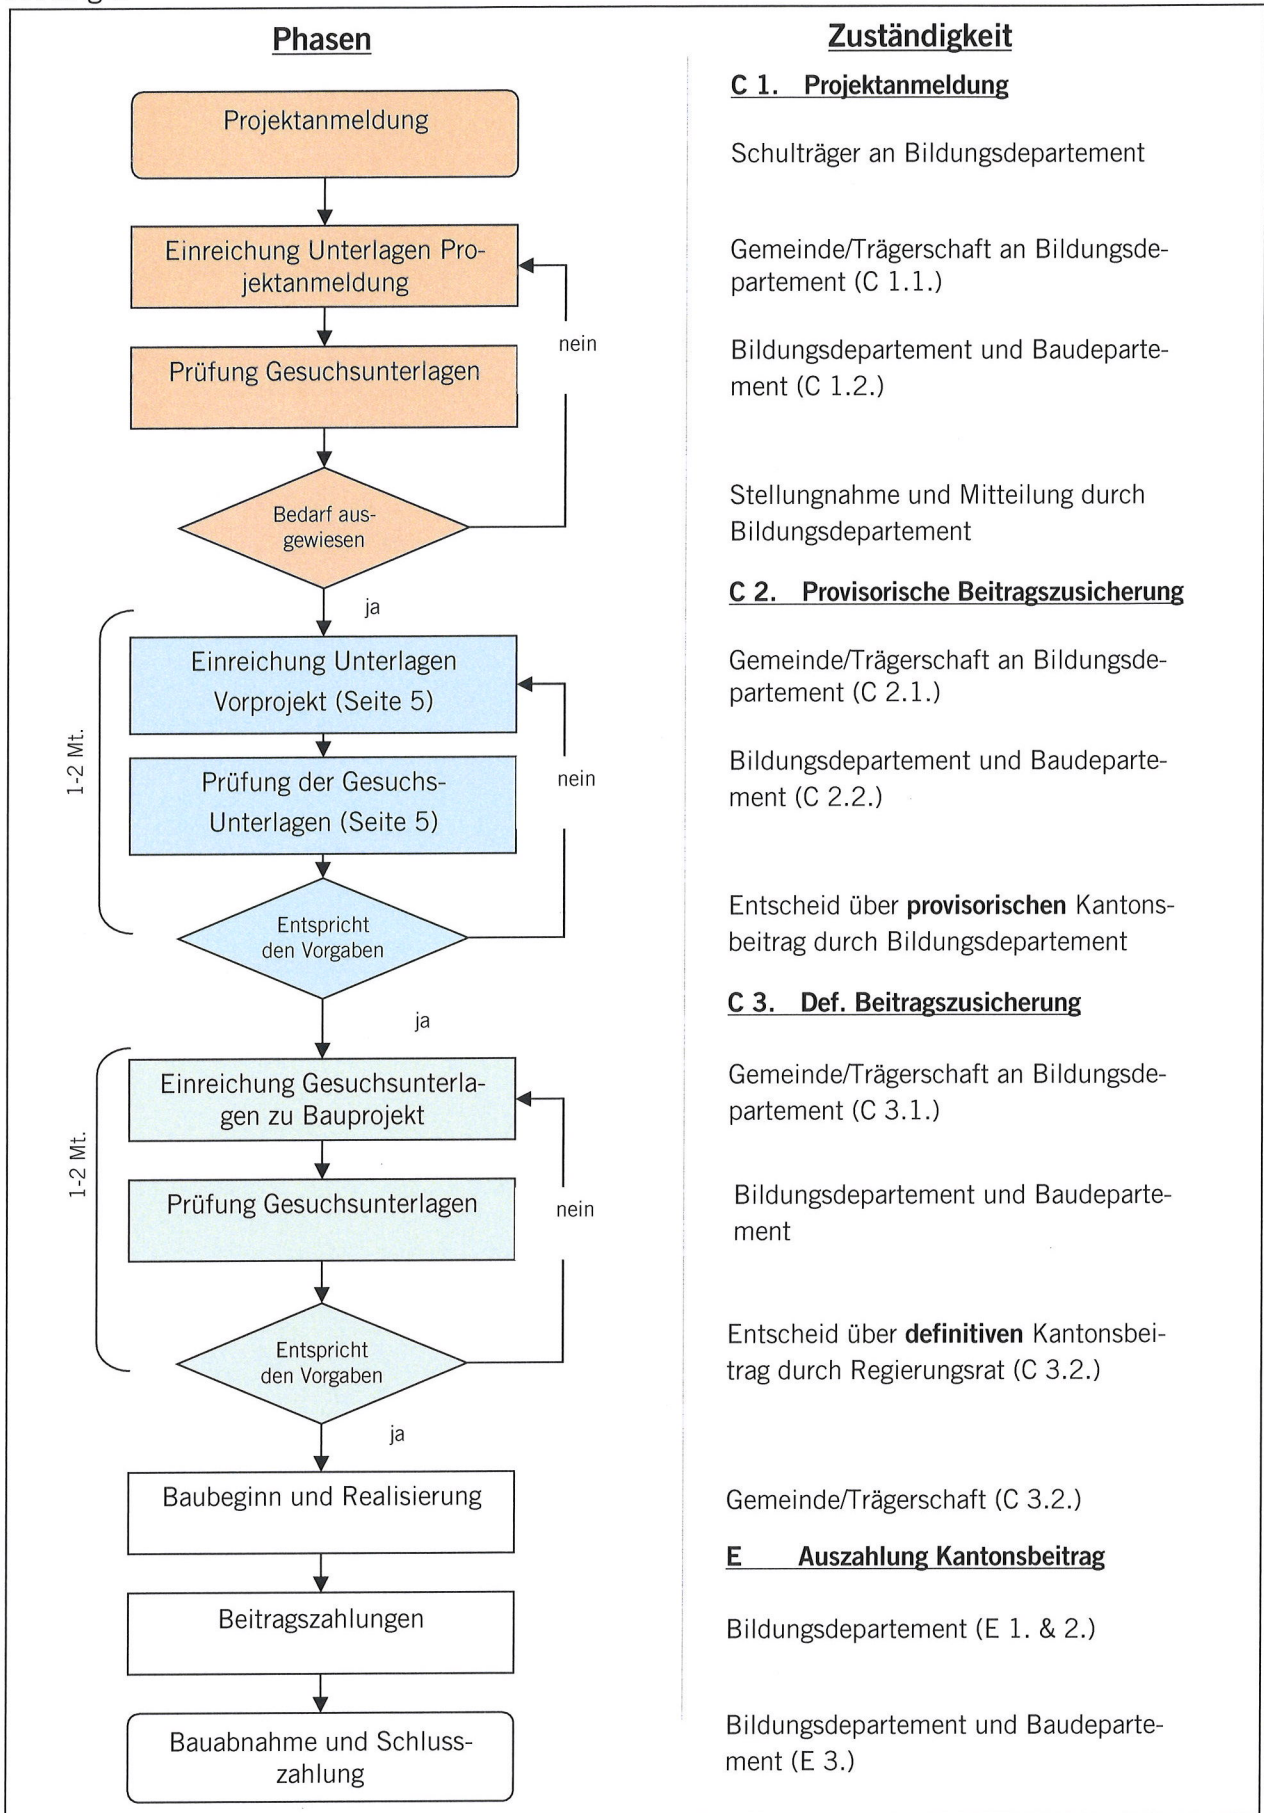 Phasen
Zuständigkeit
C 1. Projektanmeldung
Projektanmeldung
Schulträger an Bildungsdepartement
Einreichung Unterlagen Pro-
jektanmeldung
Gemeinde/Trägerschaft an Bildungsde-
partement (C 1.1.)
nein
Prüfung Gesuchsunterlagen
Bildungsdepartement und Baudeparte-
ment (C 1.2.)
Bedarf aus-
gewiesen
Stellungnahme und Mitteilung durch
Bildungsdepartement
ja
C 2. Provisorische Beitragszusicherung
1-2 Mt.
Einreichung Unterlagen
Vorprojekt (Seite 5)
Gemeinde/Trägerschaft an Bildungsde-
partement (C 2.1.)
nein
Prüfung der Gesuchs-
Unterlagen (Seite 5)
Bildungsdepartement und Baudeparte-
ment (C 2.2.)
Entspricht
den Vorgaben
Entscheid über provisorischen Kantons-
beitrag durch Bildungsdepartement
ja
C 3. Def. Beitragszusicherung
1-2 Mt.
Einreichung Gesuchsunterla-
gen zu Bauprojekt
Gemeinde/Trägerschaft an Bildungsde-
partement (C 3.1.)
nein
Prüfung Gesuchsunterlagen
Bildungsdepartement und Baudeparte-
ment
Entspricht
den Vorgaben
Entscheid über definitiven Kantonsbei-
trag durch Regierungsrat (C 3.2.)
ja
Baubeginn und Realisierung
Gemeinde/Trägerschaft (C 3.2.)
E Auszahlung Kantonsbeitrag
Beitragszahlungen
Bildungsdepartement (E 1. & 2.)
Bauabnahme und Schluss-
zahlung
Bildungsdepartement und Baudeparte-
ment (E 3.)